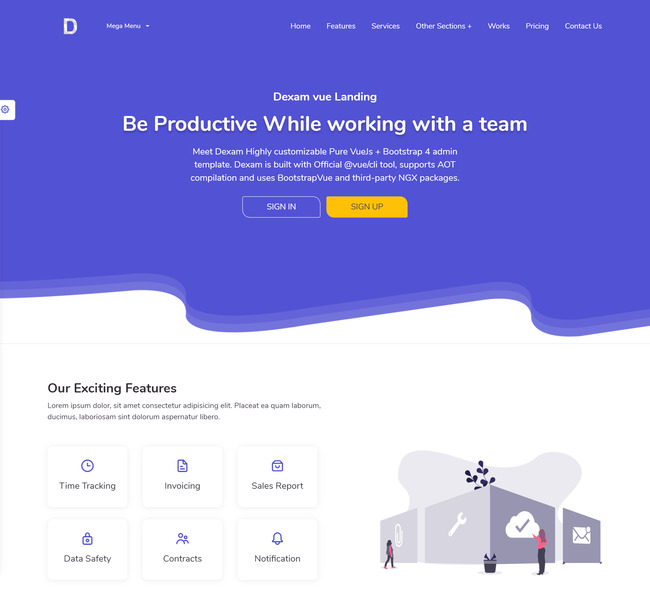 D
Mega Menu
Home Features Services Other Sections + Works Pricing Contact Us
Dexam vue Landing
Be Productive While working with a team
Meet Dexam Highly customizable Pure VueJs + Bootstrap 4 admin
template. Dexam is built with Official @vue/cli tool, supports AOT
compilation and uses BootstrapVue and third-party NGX packages.
SIGN IN SIGN UP
Our Exciting Features
Lorem ipsum dolor, sit amet consectetur adipisicing elit. Placeat ea quam laborum,
ducimus, laboriosam sint dolorum aspernatur libero.
Time Tracking Invoicing Sales Report
Data Safety Contracts Notification